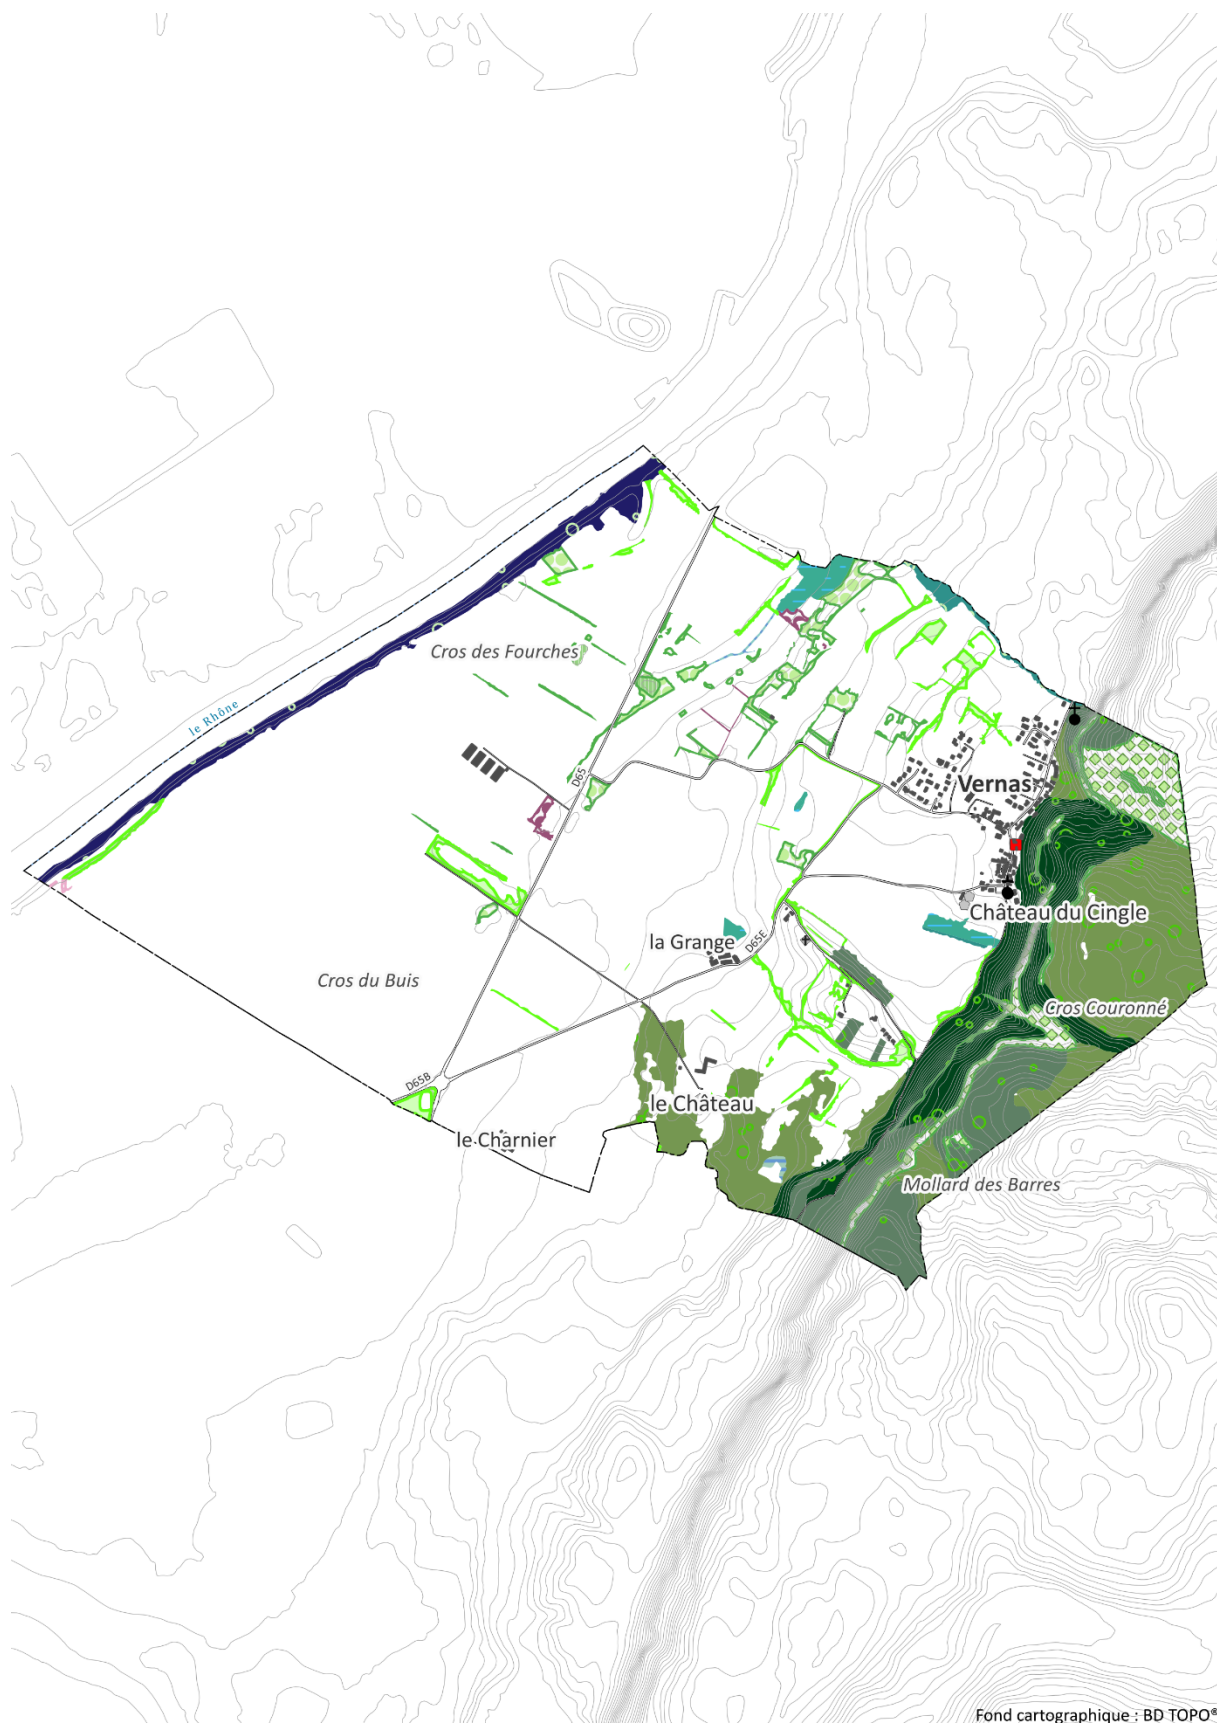 Cros des Fourches
le Rhône
D65
Vernas
Château du Cingle
la Grange
D65E
Cros du Buis
Cros Couronné
D65B
le Château
le Charnier
Mollard des Barres
Fond cartographique : BD TOPO®